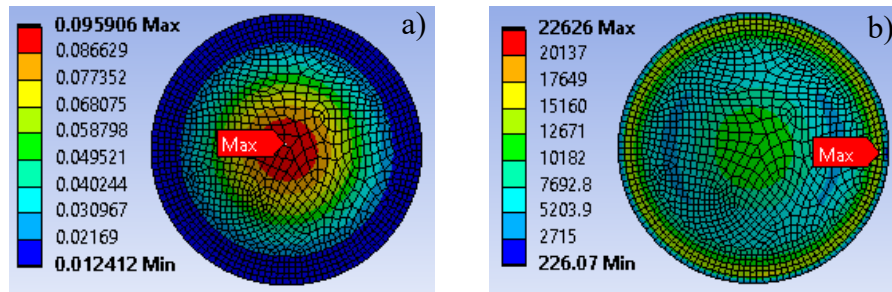 0.095906 Max
0.086629
0.077352
0.068075
0.058798
0.049521
0.040244
0.030967
0.02169
0.012412 Min
Max
a)
22626 Max
20137
17649
15160
12671
10182
7692.8
5203.9
2715
226.07 Min
Max
b)